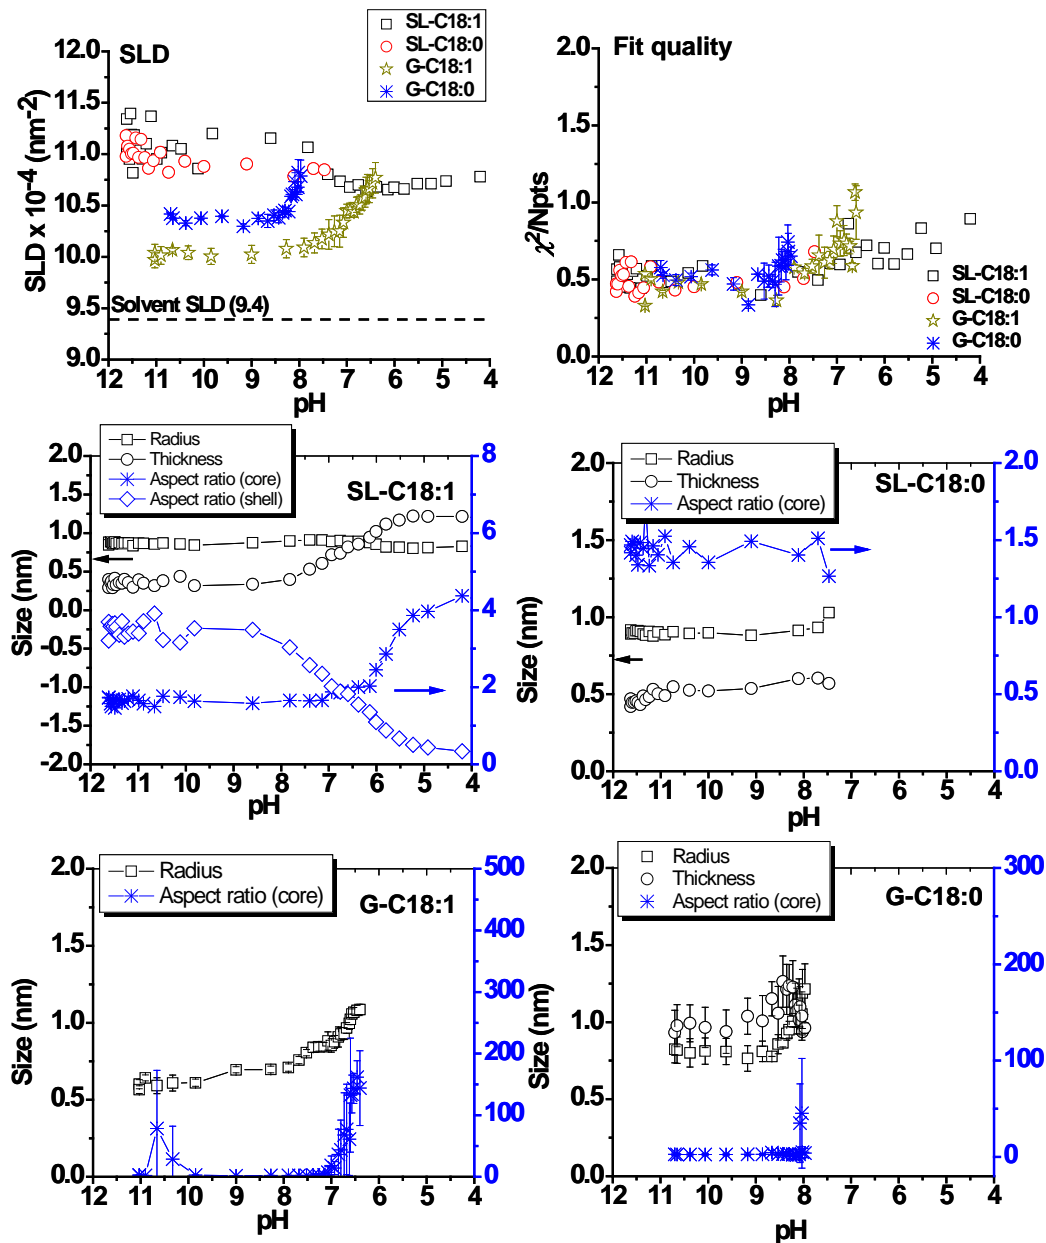 SLD
SL-C18:1
SL-C18:0
G-C18:1
G-C18:0
SLD x 10⁻⁴ (nm⁻²)
12.0
11.5
11.0
10.5
10.0
9.5
9.0
Solvent SLD (9.4)
12 11 10 9 8 7 6 5 4
pH
Fit quality
χ²/Npts
2.0
1.5
1.0
0.5
0.0
SL-C18:1
SL-C18:0
G-C18:1
G-C18:0
12 11 10 9 8 7 6 5 4
pH
Radius
Thickness
Aspect ratio (core)
Aspect ratio (shell)
SL-C18:1
Size (nm)
2.0
1.5
1.0
0.5
0.0
-0.5
-1.0
-1.5
-2.0
8
6
4
2
0
12 11 10 9 8 7 6 5 4
pH
Radius
Thickness
Aspect ratio (core)
SL-C18:0
Size (nm)
2.0
1.5
1.0
0.5
0.0
2.0
1.5
1.0
0.5
0.0
12 11 10 9 8 7 6 5 4
pH
Radius
Aspect ratio (core)
G-C18:1
Size (nm)
2.0
1.5
1.0
0.5
0.0
500
400
300
200
100
0
12 11 10 9 8 7 6 5 4
pH
Radius
Thickness
Aspect ratio (core)
G-C18:0
Size (nm)
2.0
1.5
1.0
0.5
0.0
300
200
100
0
12 11 10 9 8 7 6 5 4
pH